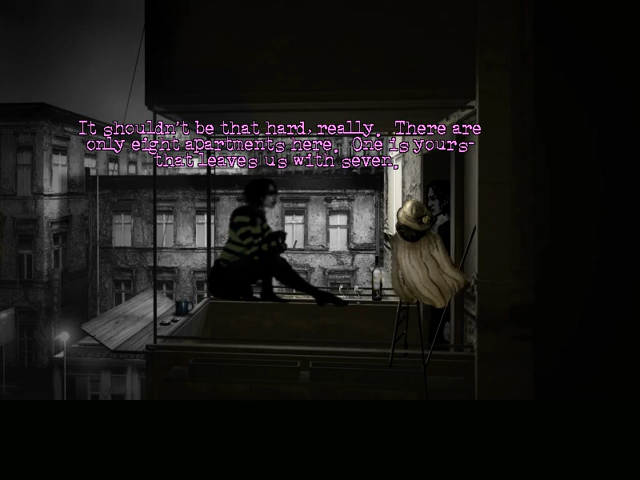 It shouldn't be that hard, really.  There are
only eight apartments here.  One is yours-
that leaves us with seven.